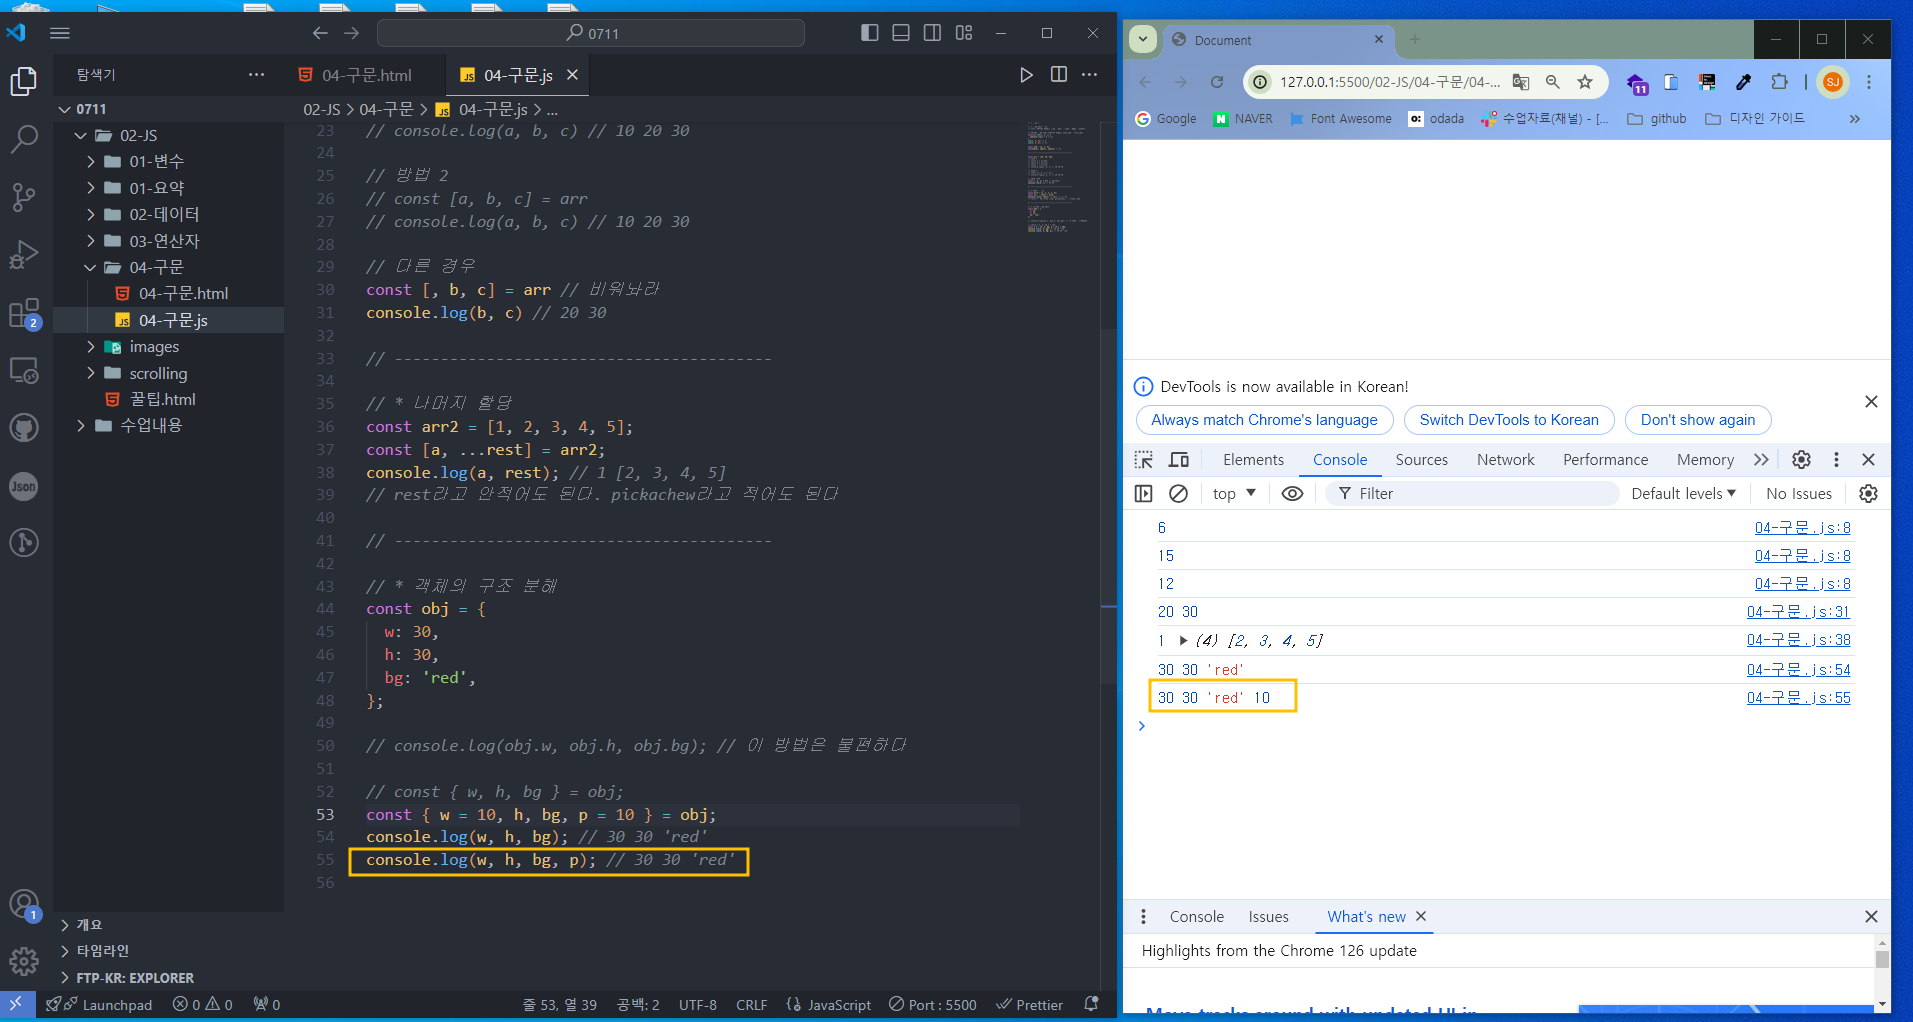 0711
탐색기
0711
02-JS
01-변수
01-요약
02-데이터
03-연산자
04-구문
04-구문.html
04-구문.js
images
scrolling
꿀팁.html
수업내용
2
Json
1
개요
타임라인
FTP-KR: EXPLORER
04-구문.html
04-구문.js
02-JS > 04-구문 > 04-구문.js > ...
23 // console.log(a, b, c) // 10 20 30
24
25 // 방법 2
26 // const [a, b, c] = arr
27 // console.log(a, b, c) // 10 20 30
28
29 // 다른 경우
30 const [, b, c] = arr // 비워놔라
31 console.log(b, c) // 20 30
32
33 // -----------------------------------------
34
35 // * 나머지 할당
36 const arr2 = [1, 2, 3, 4, 5];
37 const [a, ...rest] = arr2;
38 console.log(a, rest); // 1 [2, 3, 4, 5]
39 // rest라고 안적어도 된다. pickachew라고 적어도 된다
40
41 // -----------------------------------------
42
43 // * 객체의 구조 분해
44 const obj = {
45 w: 30,
46 h: 30,
47 bg: 'red',
48 };
49
50 // console.log(obj.w, obj.h, obj.bg); // 이 방법은 불편하다
51
52 // const { w, h, bg } = obj;
53 const { w = 10, h, bg, p = 10 } = obj;
54 console.log(w, h, bg); // 30 30 'red'
55 console.log(w, h, bg, p); // 30 30 'red'
56
Launchpad 0 0 0 줄 53, 열 39 공백: 2 UTF-8 CRLF JavaScript Port : 5500 Prettier
Document
127.0.0.1:5500/02-JS/04-구문/04-...
11
SJ
Google NAVER Font Awesome odada 수업자료(채널) - [... github 디자인 가이드
DevTools is now available in Korean!
Always match Chrome's language Switch DevTools to Korean Don't show again
Elements Console Sources Network Performance Memory
top Filter Default levels No Issues
6 04-구문.js:8
15 04-구문.js:8
12 04-구문.js:8
20 30 04-구문.js:31
1 (4) [2, 3, 4, 5] 04-구문.js:38
30 30 'red' 04-구문.js:54
30 30 'red' 10 04-구문.js:55
Console Issues What's new
Highlights from the Chrome 126 update